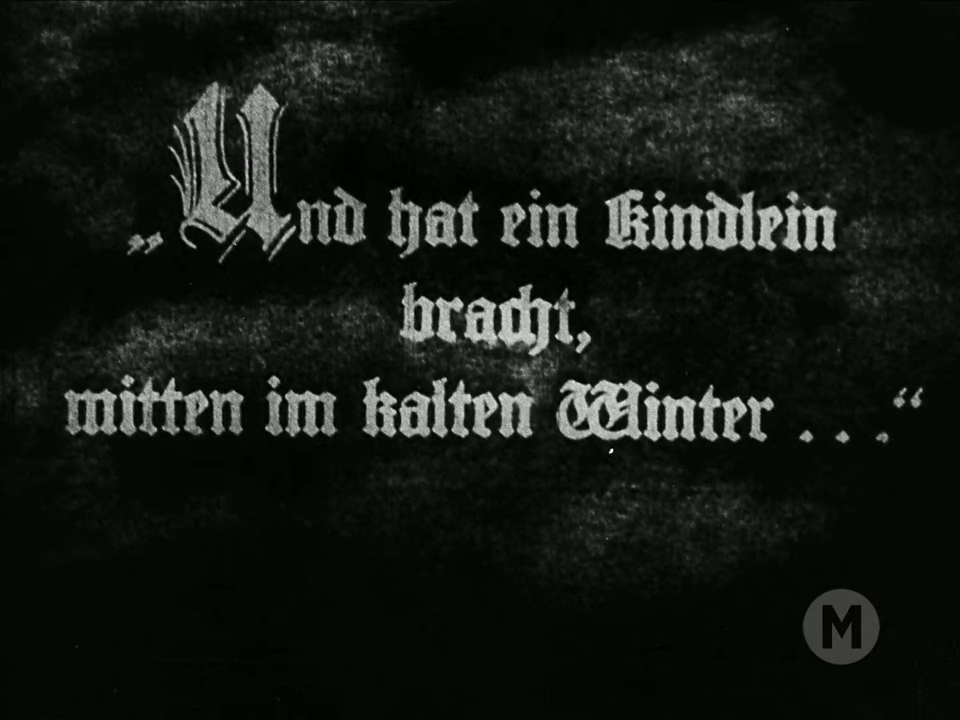 „Und hat ein Kindlein
bracht,
mitten im kalten Winter . . .“
M